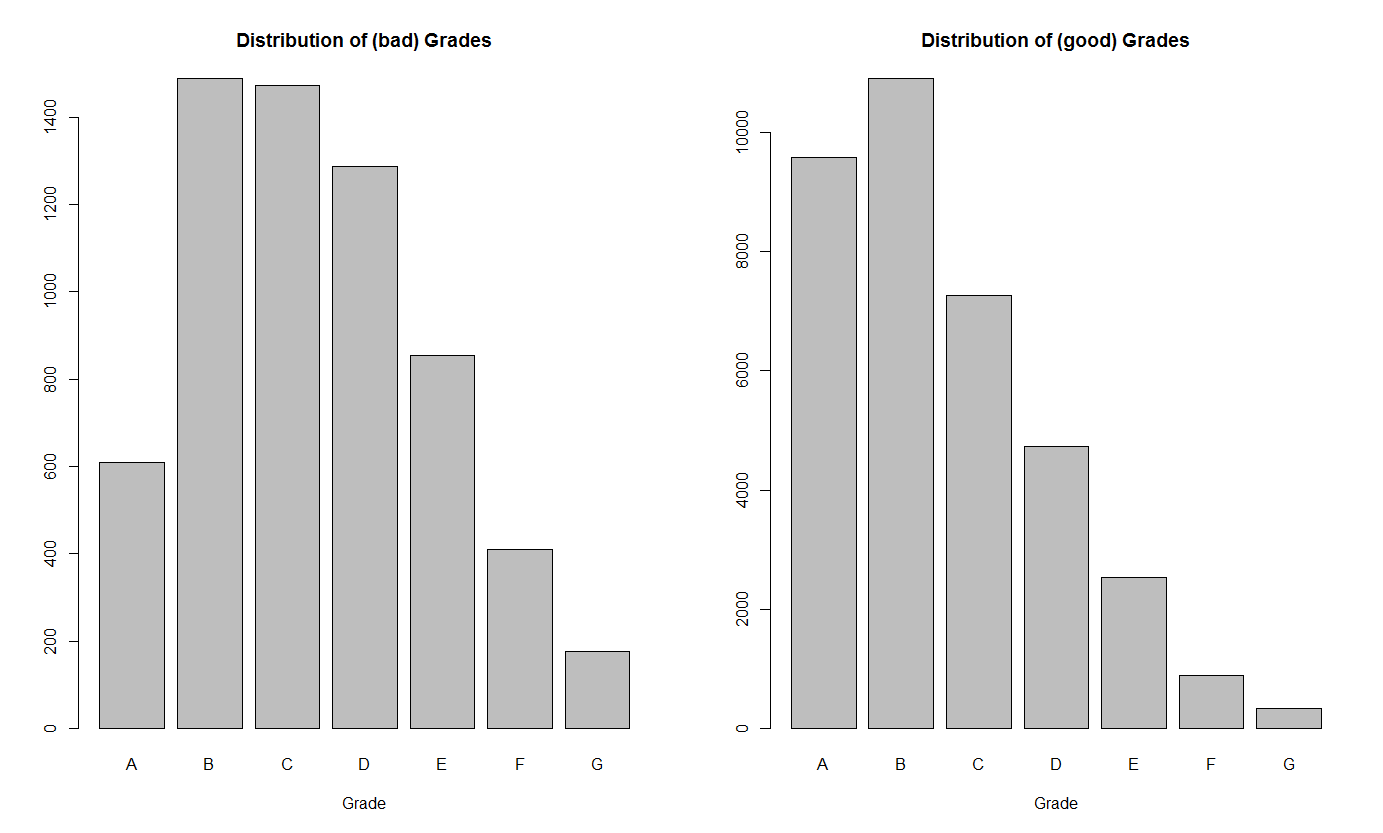 Distribution of (bad) Grades
1400
1200
1000
800
600
400
200
0
A B C D E F G
Grade
Distribution of (good) Grades
10000
8000
6000
4000
2000
0
A B C D E F G
Grade